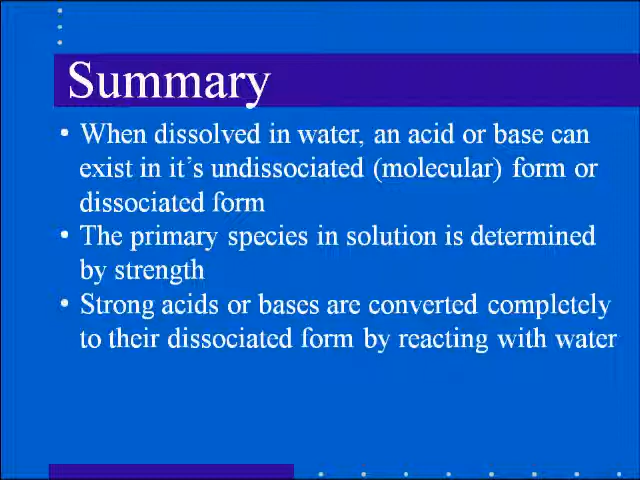 Summary
• When dissolved in water, an acid or base can
exist in it's undissociated (molecular) form or
dissociated form
• The primary species in solution is determined
by strength
• Strong acids or bases are converted completely
to their dissociated form by reacting with water